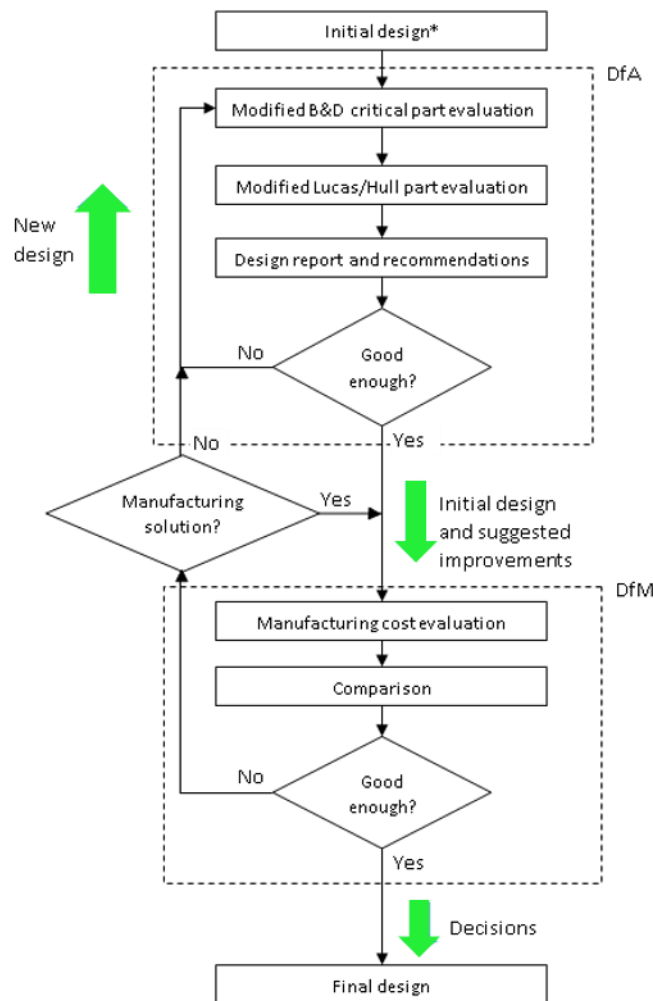 Initial design*
DfA
Modified B&D critical part evaluation
Modified Lucas/Hull part evaluation
New
design
Design report and recommendations
No
Good
enough?
No
Yes
Manufacturing
solution?
Yes
Initial design
and suggested
improvements
DfM
Manufacturing cost evaluation
Comparison
No
Good
enough?
Yes
Decisions
Final design